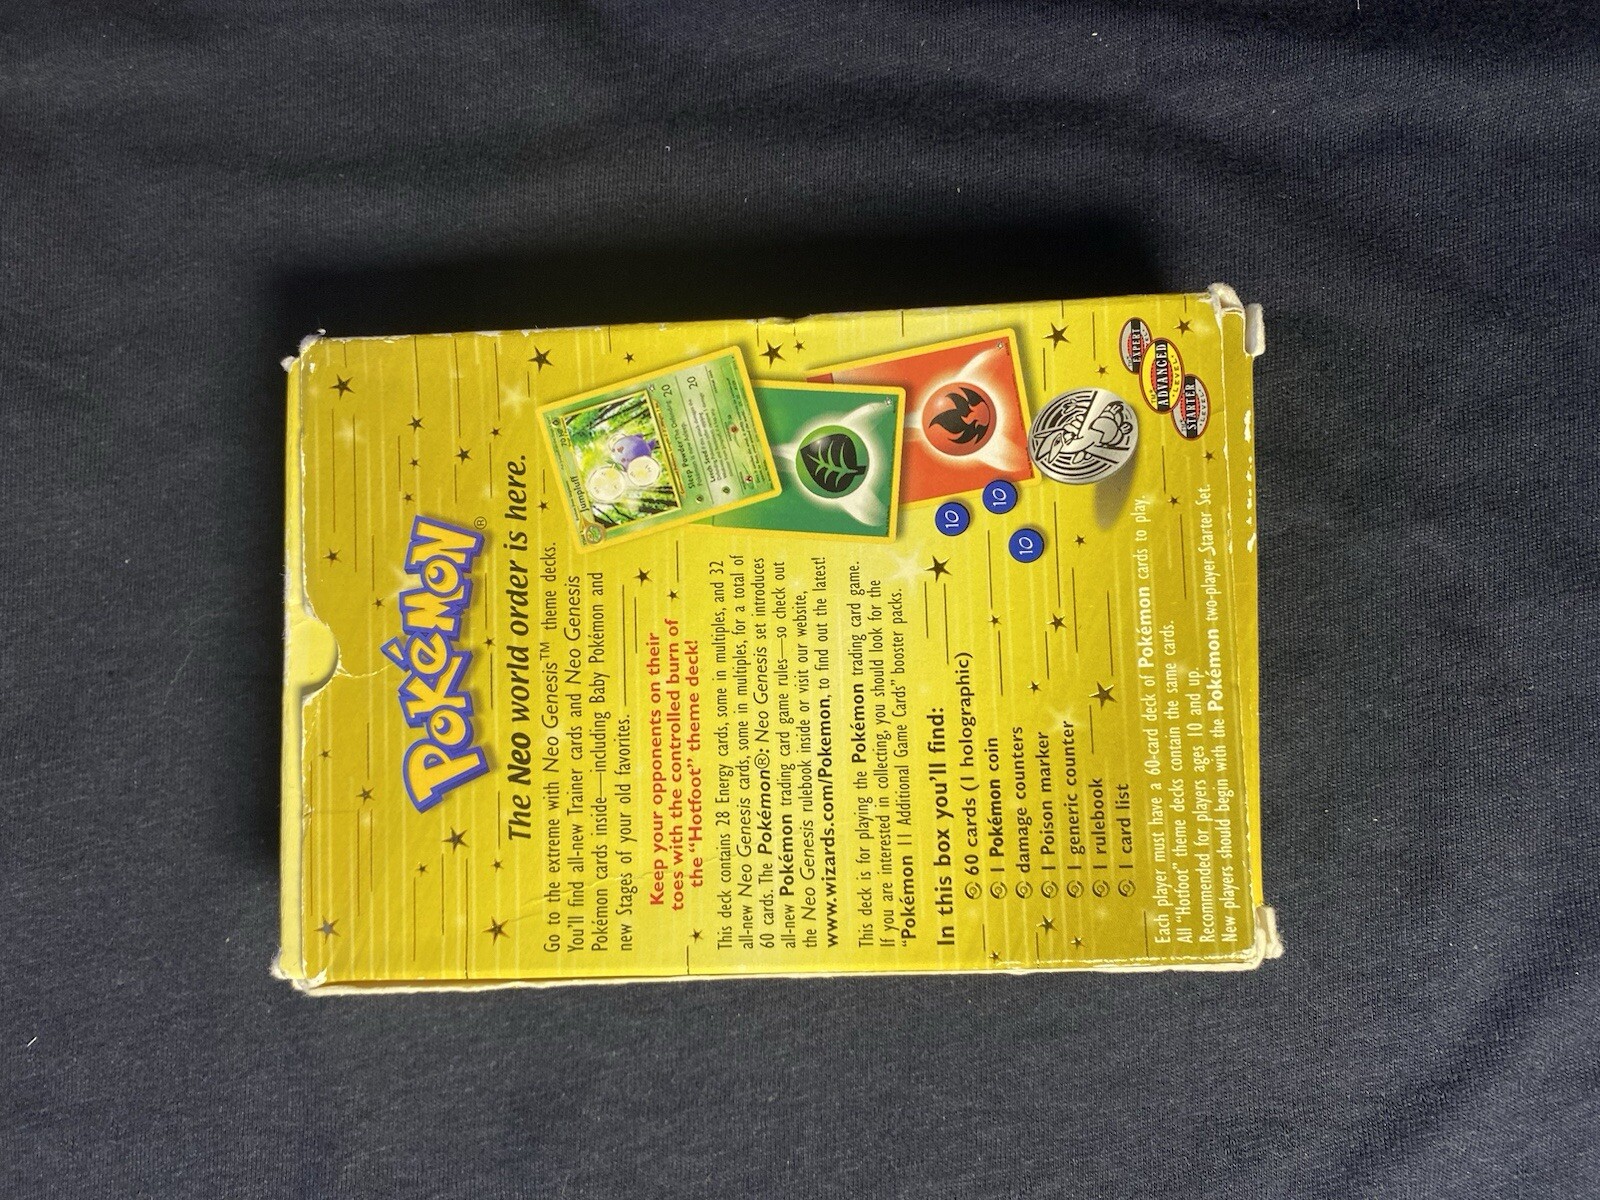 Pokémon®
The Neo world order is here.
Go to the extreme with Neo Genesis™ theme decks.
You'll find all-new Trainer cards and Neo Genesis
Pokémon cards inside—including Baby Pokémon and
new Stages of your old favorites.
Keep your opponents on their
toes with the controlled burn of
the "Hotfoot" theme deck!
This deck contains 28 Energy cards, some in multiples, and 32
all-new Neo Genesis cards, some in multiples, for a total of
60 cards. The Pokémon®: Neo Genesis set introduces
all-new Pokémon trading card game rules—so check out
the Neo Genesis rulebook inside or visit our website,
www.wizards.com/Pokemon, to find out the latest!
This deck is for playing the Pokémon trading card game.
If you are interested in collecting, you should look for the
"Pokémon 11 Additional Game Cards" booster packs.
In this box you'll find:
60 cards (1 holographic)
1 Pokémon coin
damage counters
1 Poison marker
1 generic counter
1 rulebook
1 card list
Each player must have a 60-card deck of Pokémon cards to play.
All "Hotfoot" theme decks contain the same cards.
Recommended for players ages 10 and up.
New players should begin with the Pokémon two-player Starter Set.
Jumpluff
70 HP
Sleep Powder
20
Leech Seed
20
10
10
10
EXPERT
THE ADVANCED LEVEL
STARTER
LEVEL